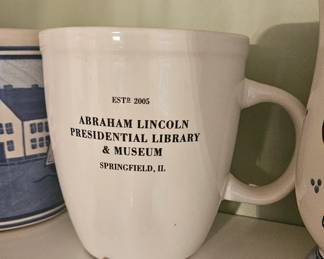 ESTD 2005
ABRAHAM LINCOLN
PRESIDENTIAL LIBRARY
& MUSEUM
SPRINGFIELD, IL